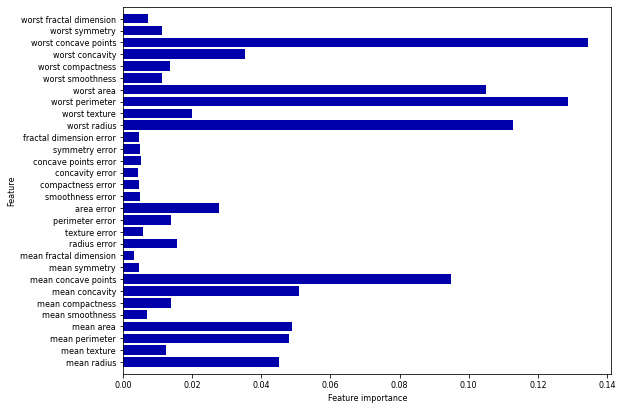 worst fractal dimension
worst symmetry
worst concave points
worst concavity
worst compactness
worst smoothness
worst area
worst perimeter
worst texture
worst radius
fractal dimension error
symmetry error
concave points error
concavity error
compactness error
smoothness error
area error
perimeter error
texture error
radius error
mean fractal dimension
mean symmetry
mean concave points
mean concavity
mean compactness
mean smoothness
mean area
mean perimeter
mean texture
mean radius
Feature
0.00 0.02 0.04 0.06 0.08 0.10 0.12 0.14
Feature importance